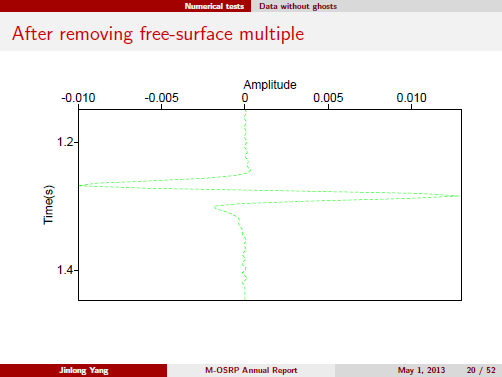 Numerical tests Data without ghosts
After removing free-surface multiple
Amplitude
-0.010 -0.005 0 0.005 0.010
1.2
Time(s)
1.4
Jinlong Yang M-OSRP Annual Report May 1, 2013 20 / 52